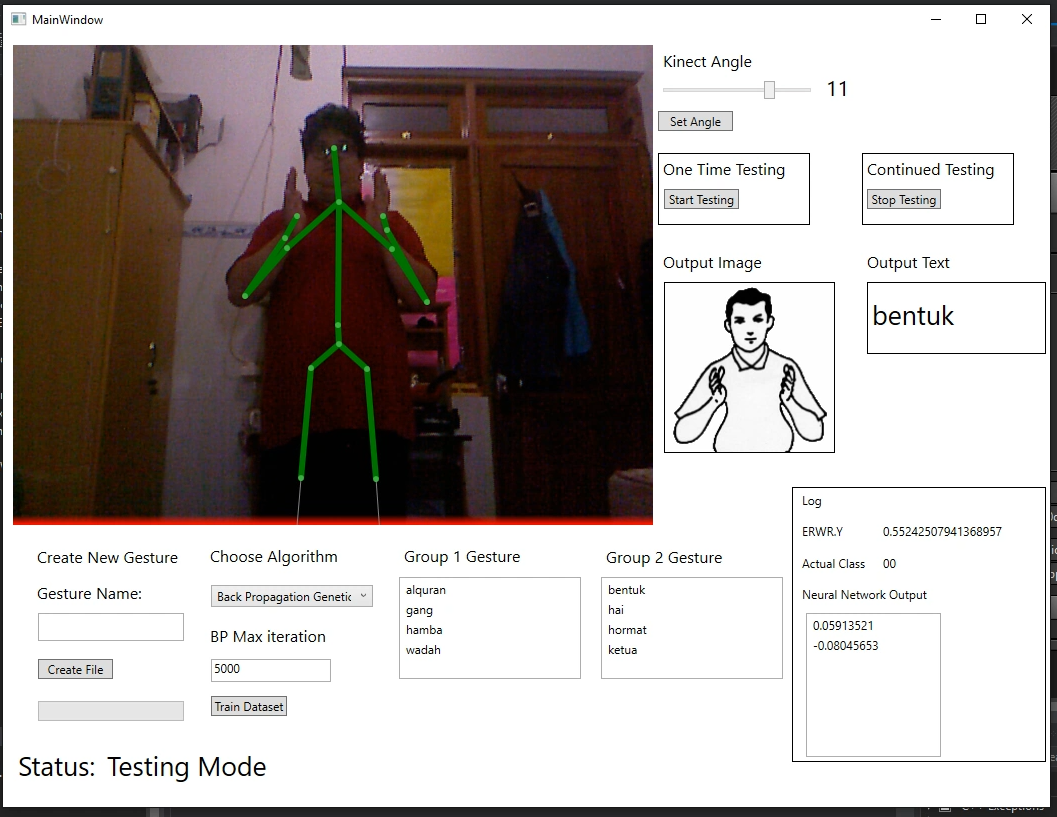 MainWindow
Kinect Angle
11
Set Angle
One Time Testing
Start Testing
Continued Testing
Stop Testing
Output Image
Output Text
bentuk
Log
ERWR.Y 0.55242507941368957
Actual Class 00
Neural Network Output
0.05913521
-0.08045653
Create New Gesture
Gesture Name:
Create File
Choose Algorithm
Back Propagation Genetic
BP Max iteration
5000
Train Dataset
Group 1 Gesture
alquran
gang
hamba
wadah
Group 2 Gesture
bentuk
hai
hormat
ketua
Status: Testing Mode
Exceptions